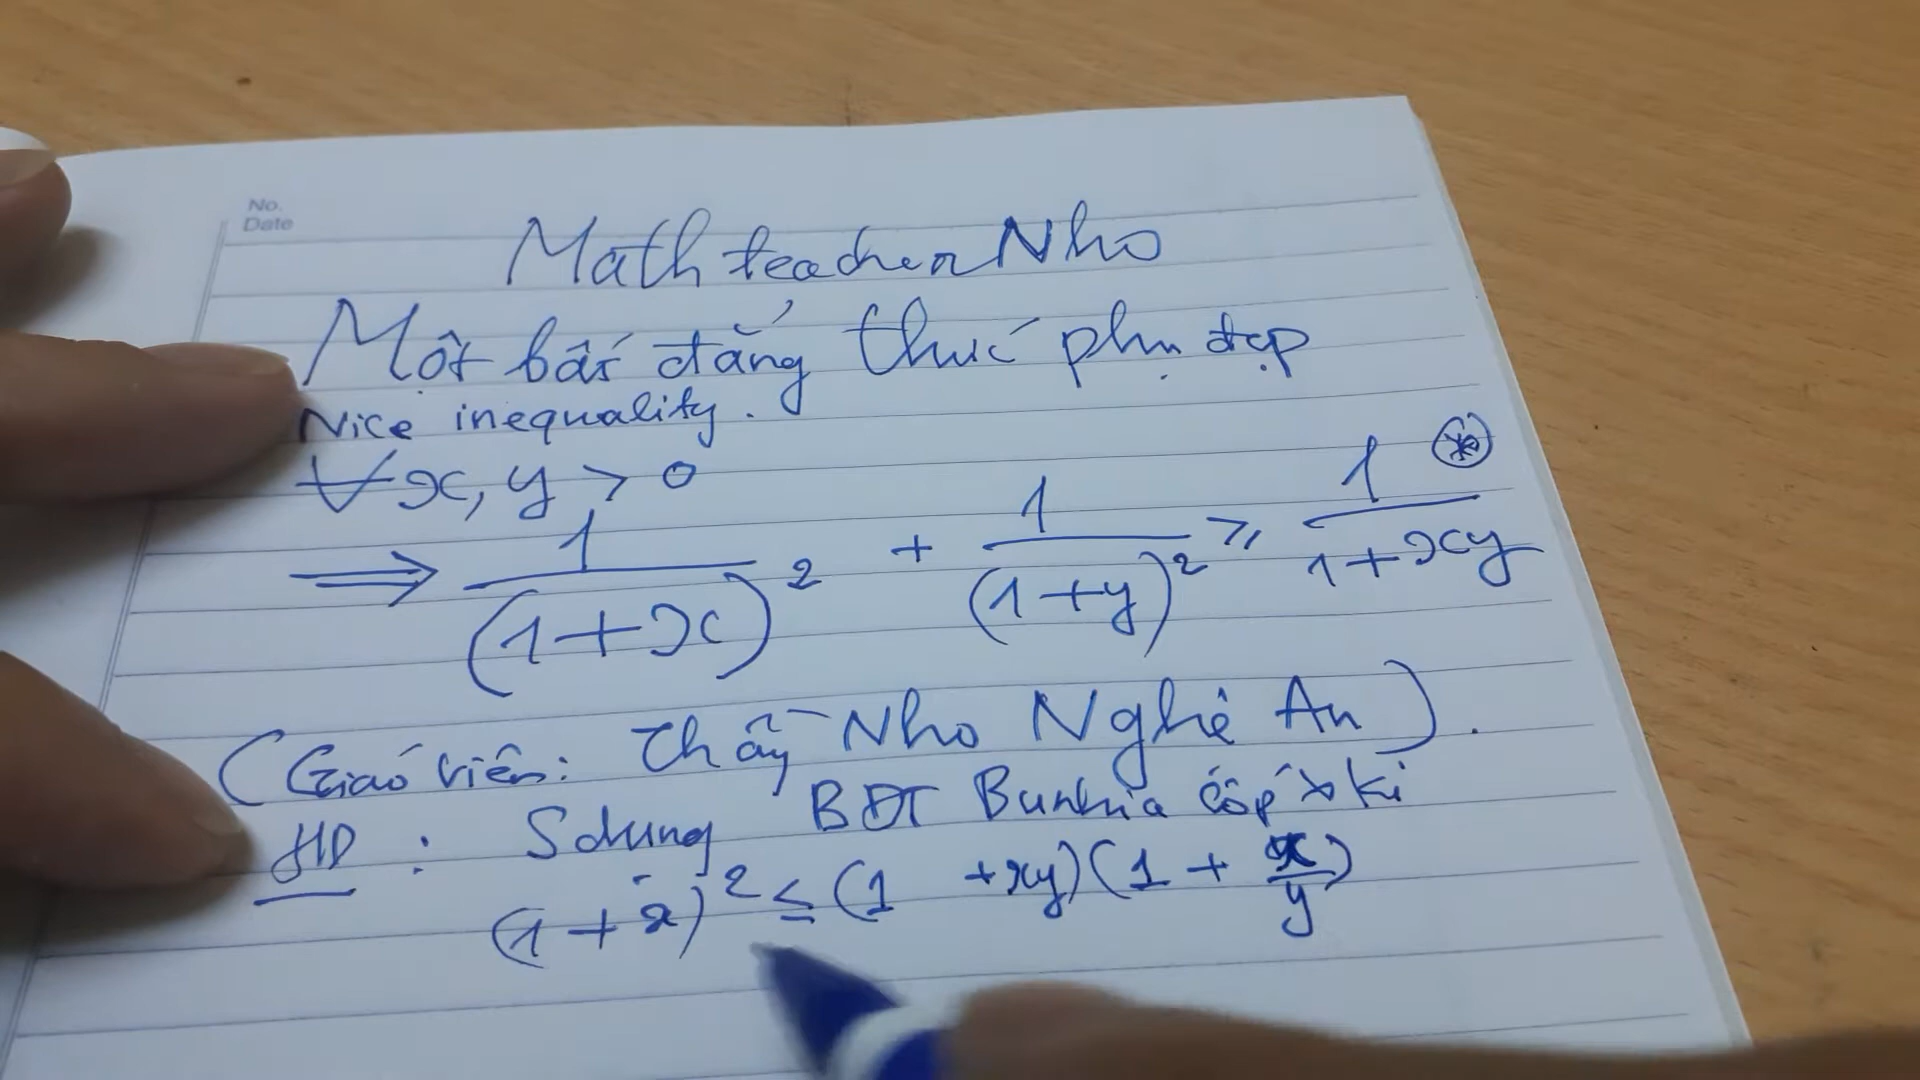 No.
Date
Math teacher Nho
Một bất đẳng thức phụ đẹp
Nice inequality.
∀x, y > 0
⟹ 1/(1+x)² + 1/(1+y)² ≥ 1/(1+xy) (*)
(Giáo viên: Thầy Nho Nghệ An).
HD: Sdụng BĐT Bunhia cốp xki
(1+x)² ≤ (1 +xy)(1 + x/y)